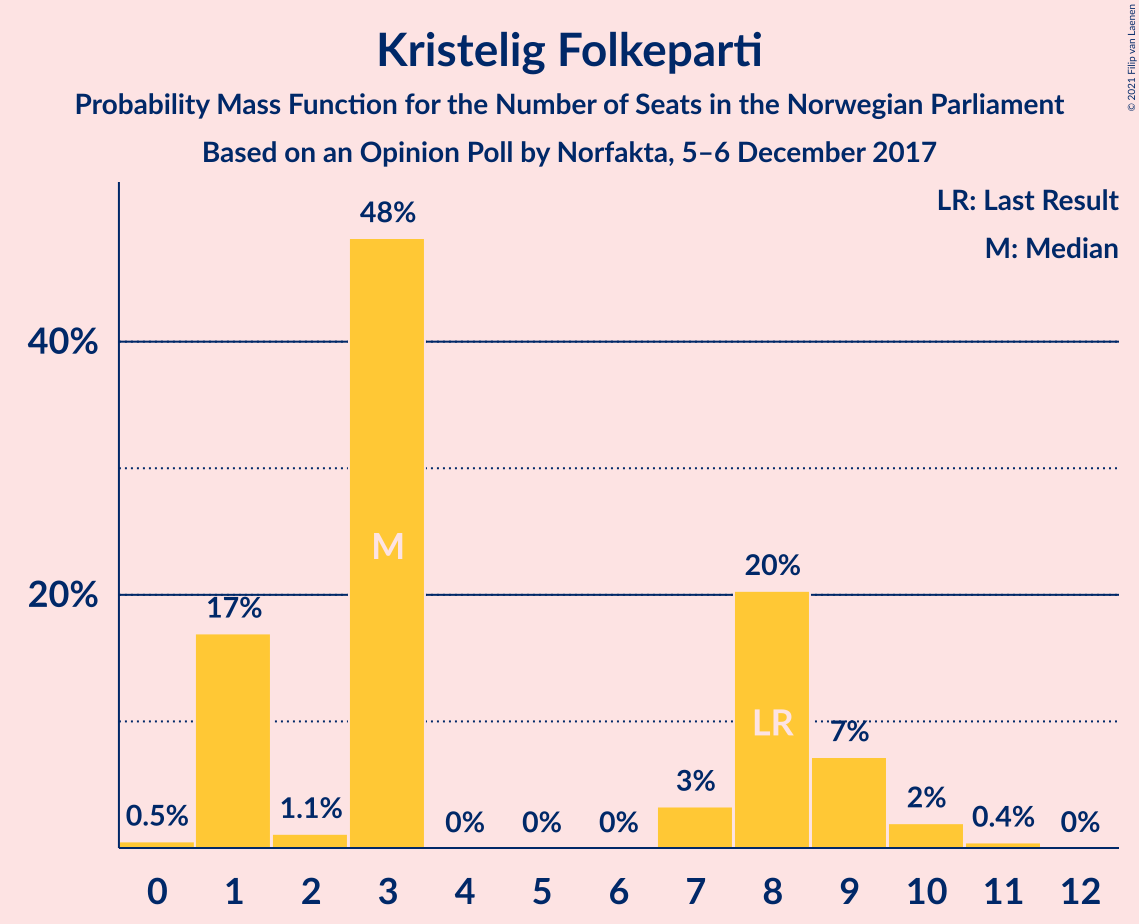 Kristelig Folkeparti
Probability Mass Function for the Number of Seats in the Norwegian Parliament
Based on an Opinion Poll by Norfakta, 5–6 December 2017
© 2021 Filip van Laenen
LR: Last Result
M: Median
48%
40%
M
20%
20%
17%
LR
7%
3%
2%
1.1%
0.5%
0.4%
0% 0% 0% 0%
0 1 2 3 4 5 6 7 8 9 10 11 12